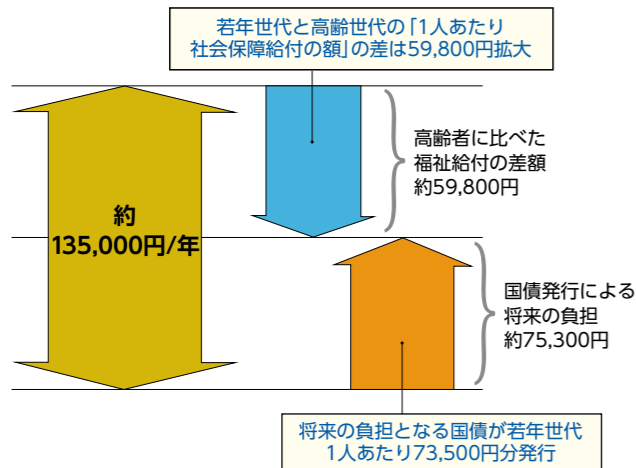 若年世代と高齢世代の「1人あたり
社会保障給付の額」の差は59,800円拡大
高齢者に比べた
福祉給付の差額
約59,800円
約
135,000円/年
国債発行による
将来の負担
約75,300円
将来の負担となる国債が若年世代
1人あたり73,500円分発行